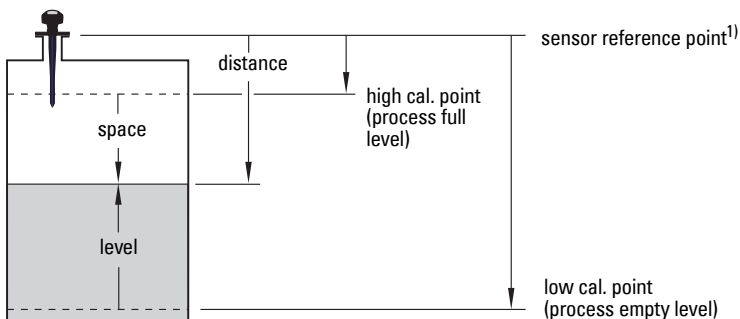 sensor reference point1)
distance
high cal. point
(process full
level)
space
level
low cal. point
(process empty level)